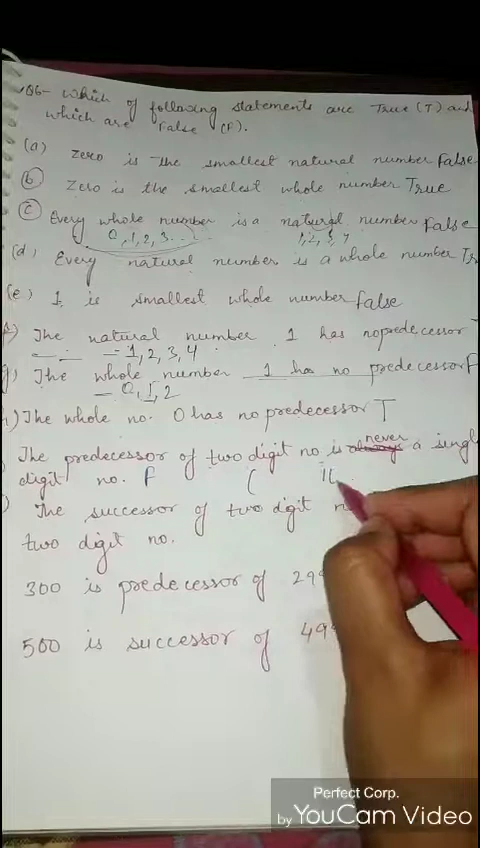 Q6- Which of following statements are True (T) and
which are False (F).
(a) Zero is the smallest natural number False
(b) Zero is the smallest whole number True
(c) Every whole number is a natural number False
0,1,2,3.. 1,2,3,4
(d) Every natural number is a whole number Tr
(e) 1 is smallest whole number false
The natural number 1 has no predecessor T
- 1,2,3,4
The whole number 1 has no predecessor F
- 0,1,2
) The whole no. 0 has no predecessor T
The predecessor of two digit no is never a singl
digit no. F (
The successor of two digit n
two digit no.
300 is predecessor of 299
500 is successor of 49
Perfect Corp.
by YouCam Video